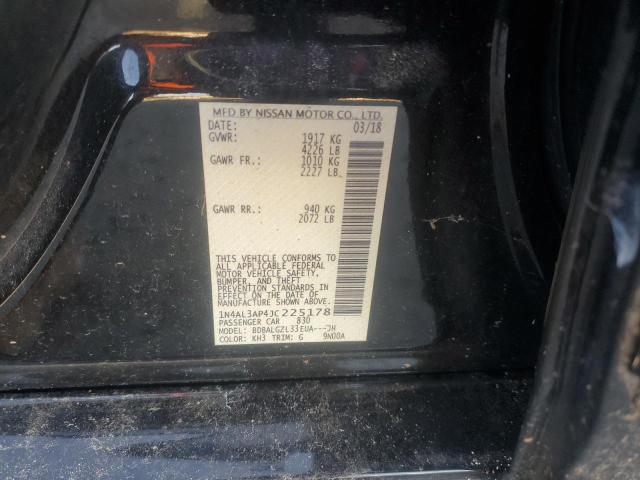 MFD BY NISSAN MOTOR CO., LTD.
DATE: 03/18
GVWR: 1917 KG
4226 LB
GAWR FR.: 1010 KG
2227 LB
GAWR RR.: 940 KG
2072 LB
THIS VEHICLE CONFORMS TO
ALL APPLICABLE FEDERAL
MOTOR VEHICLE SAFETY,
BUMPER, AND THEFT
PREVENTION STANDARDS
IN EFFECT ON THE DATE OF
MANUFACTURE SHOWN ABOVE.
1N4AL3AP4JC225178
PASSENGER CAR 830
MODEL: BDBALGZL33EUA---JH
COLOR: KH3 TRIM: G 9N00A